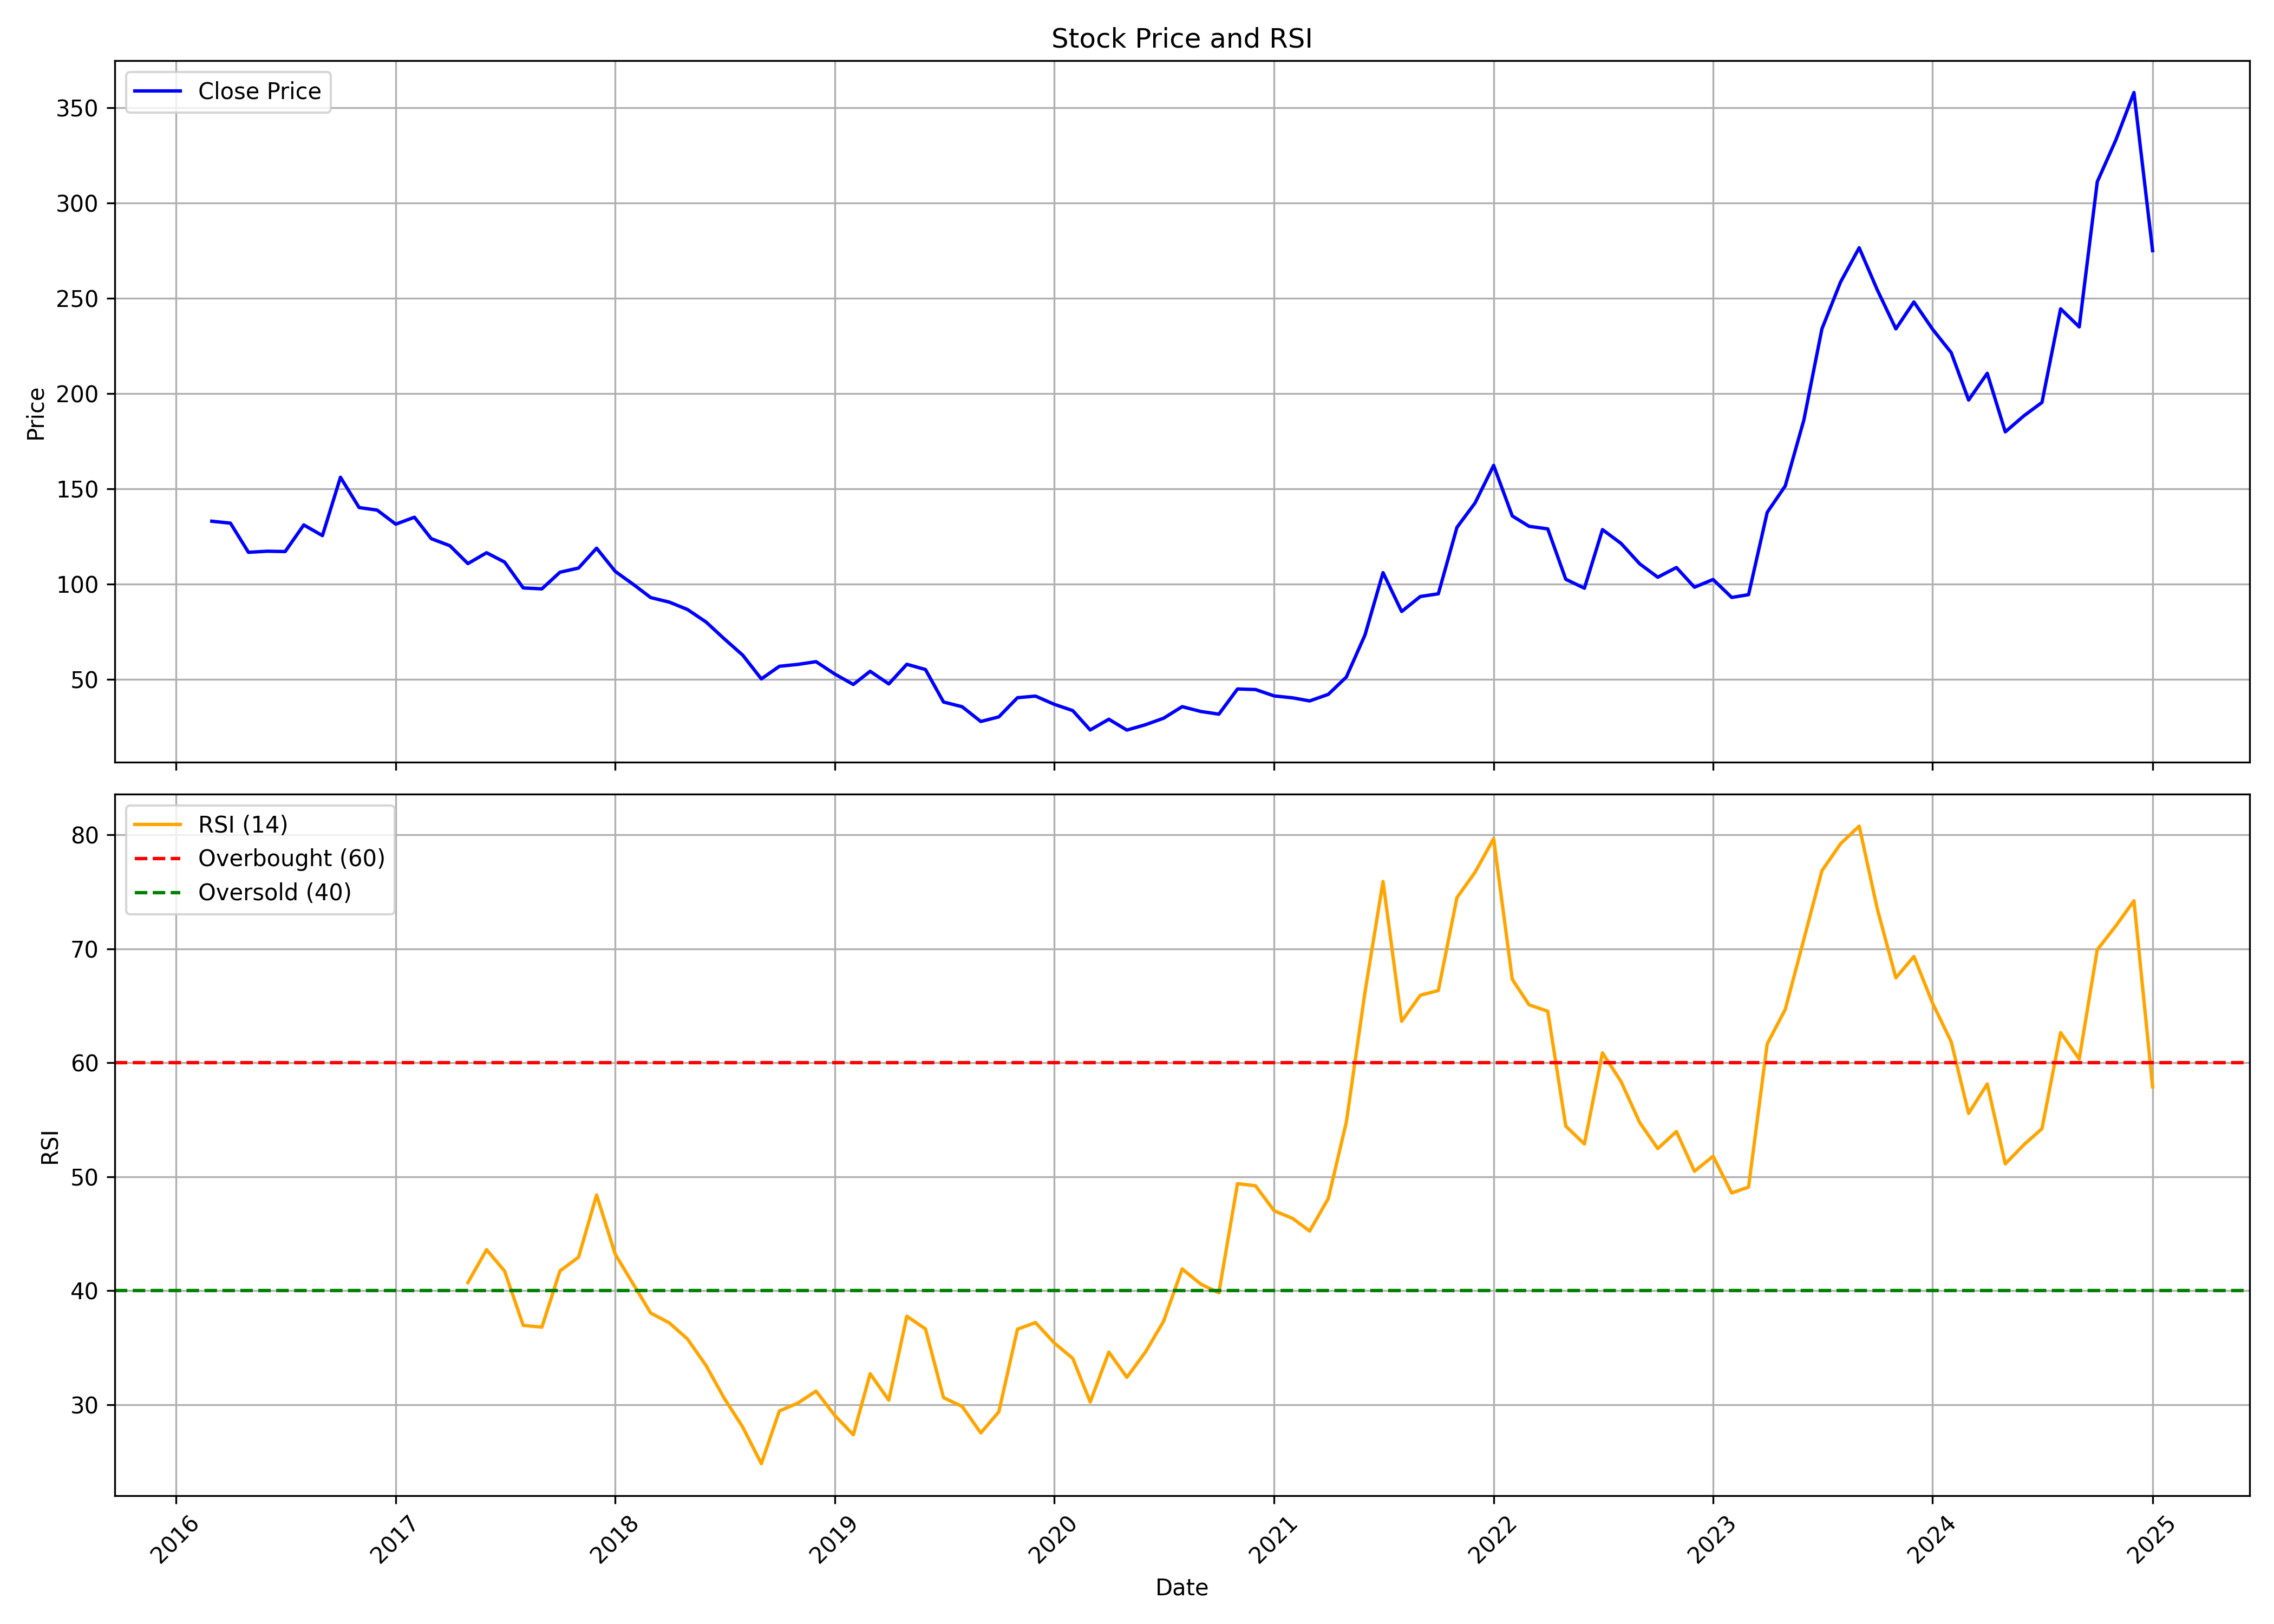 Stock Price and RSI
Close Price
350
300
250
200
150
100
50
Price
RSI (14)
Overbought (60)
Oversold (40)
80
70
60
50
40
30
RSI
2016
2017
2018
2019
2020
2021
2022
2023
2024
2025
Date